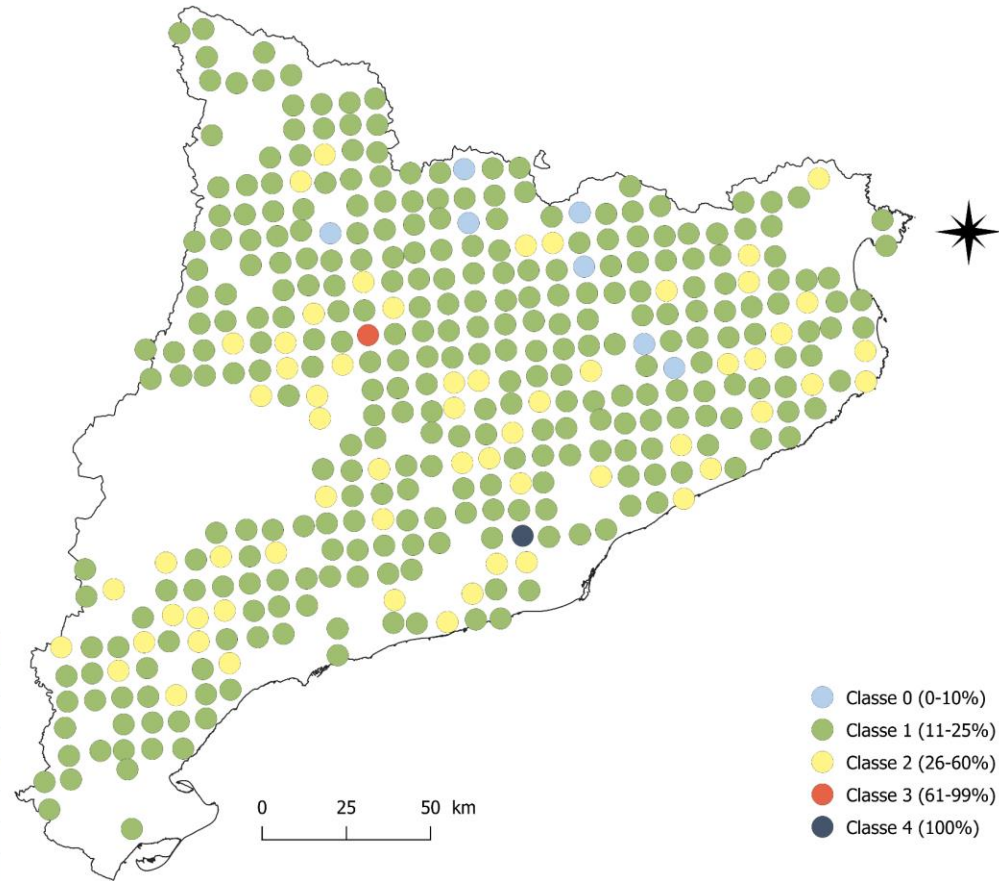 Classe 0 (0-10%)
Classe 1 (11-25%)
Classe 2 (26-60%)
Classe 3 (61-99%)
Classe 4 (100%)
0 25 50 km